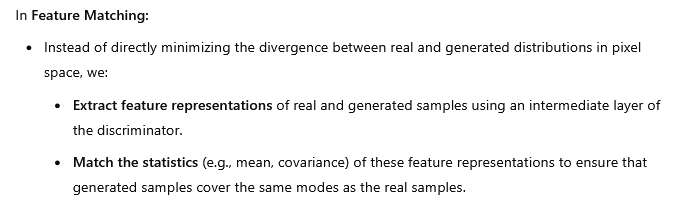 In Feature Matching:
• Instead of directly minimizing the divergence between real and generated distributions in pixel
space, we:
• Extract feature representations of real and generated samples using an intermediate layer of
the discriminator.
• Match the statistics (e.g., mean, covariance) of these feature representations to ensure that
generated samples cover the same modes as the real samples.